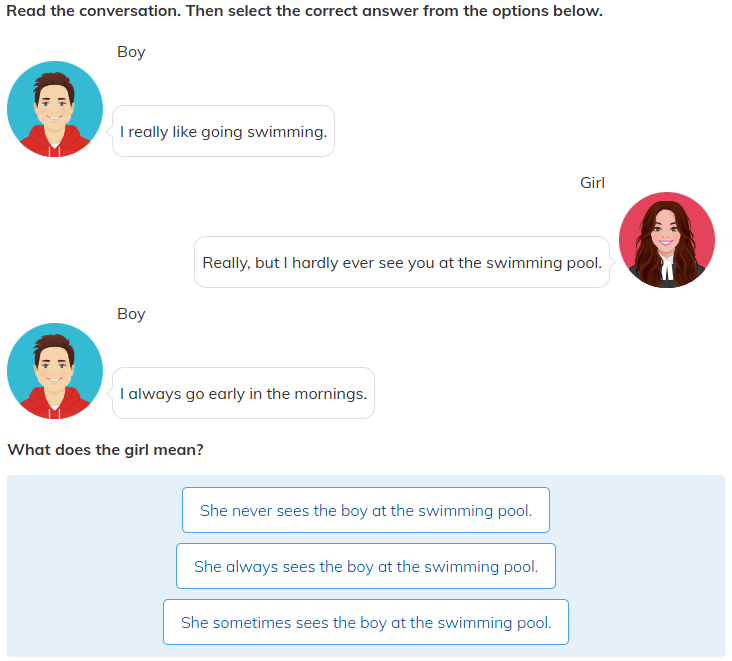 Read the conversation. Then select the correct answer from the options below.
Boy
I really like going swimming.
Girl
Really, but I hardly ever see you at the swimming pool.
Boy
I always go early in the mornings.
What does the girl mean?
She never sees the boy at the swimming pool.
She always sees the boy at the swimming pool.
She sometimes sees the boy at the swimming pool.